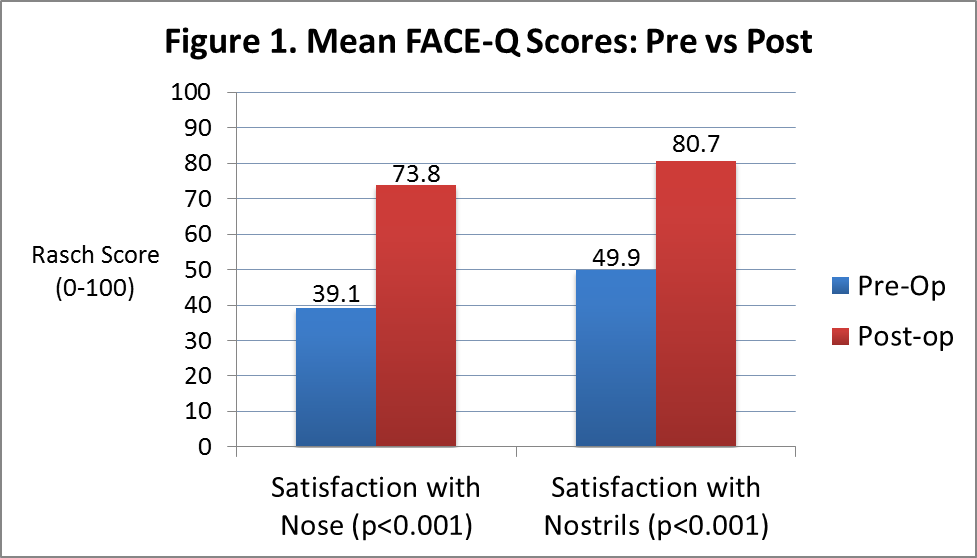 Figure 1. Mean FACE-Q Scores: Pre vs Post
100
90
80
70
60
50
40
30
20
10
0
Rasch Score
(0-100)
39.1
73.8
49.9
80.7
Satisfaction with
Nose (p<0.001)
Satisfaction with
Nostrils (p<0.001)
Pre-Op
Post-op